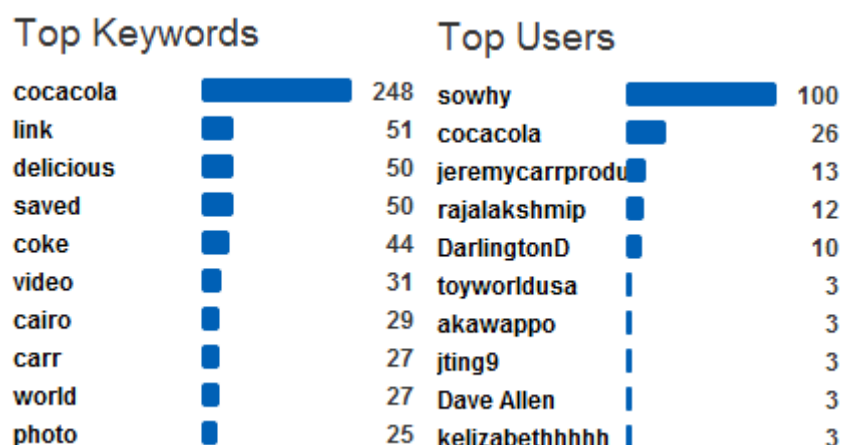 Top Keywords
cocacola 248
link 51
delicious 50
saved 50
coke 44
video 31
cairo 29
carr 27
world 27
photo 25
Top Users
sowhy 100
cocacola 26
jeremycarrprodu 13
rajalakshmip 12
DarlingtonD 10
toyworldusa 3
akawappo 3
jting9 3
Dave Allen 3
kelizabethhhhh 3